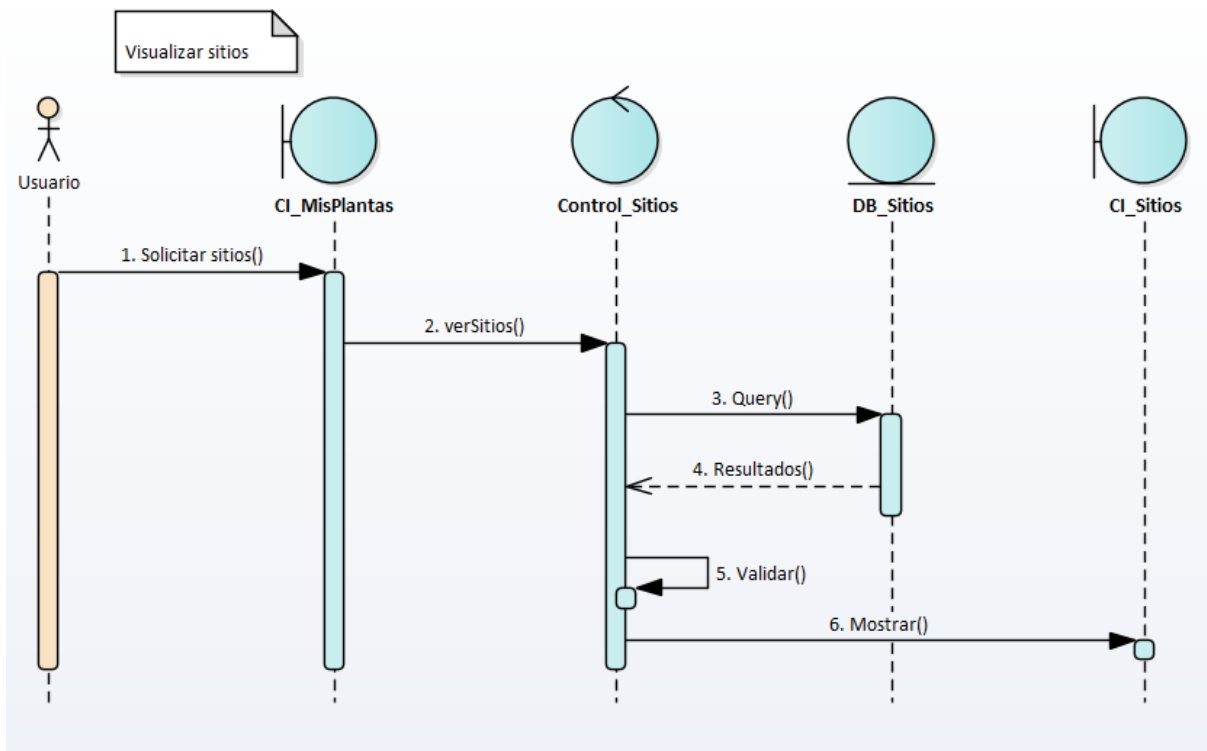 Visualizar sitios
Usuario
CI_MisPlantas
Control_Sitios
DB_Sitios
CI_Sitios
1. Solicitar sitios()
2. verSitios()
3. Query()
4. Resultados()
5. Validar()
6. Mostrar()